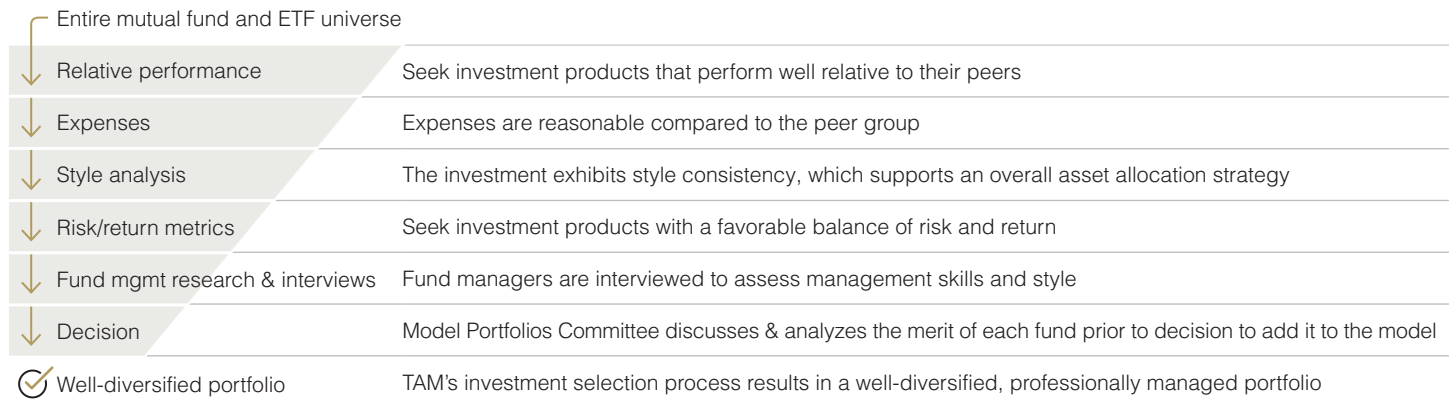 Entire mutual fund and ETF universe
Relative performance Seek investment products that perform well relative to their peers
Expenses Expenses are reasonable compared to the peer group
Style analysis The investment exhibits style consistency, which supports an overall asset allocation strategy
Risk/return metrics Seek investment products with a favorable balance of risk and return
Fund mgmt research & interviews Fund managers are interviewed to assess management skills and style
Decision Model Portfolios Committee discusses & analyzes the merit of each fund prior to decision to add it to the model
Well-diversified portfolio TAM’s investment selection process results in a well-diversified, professionally managed portfolio